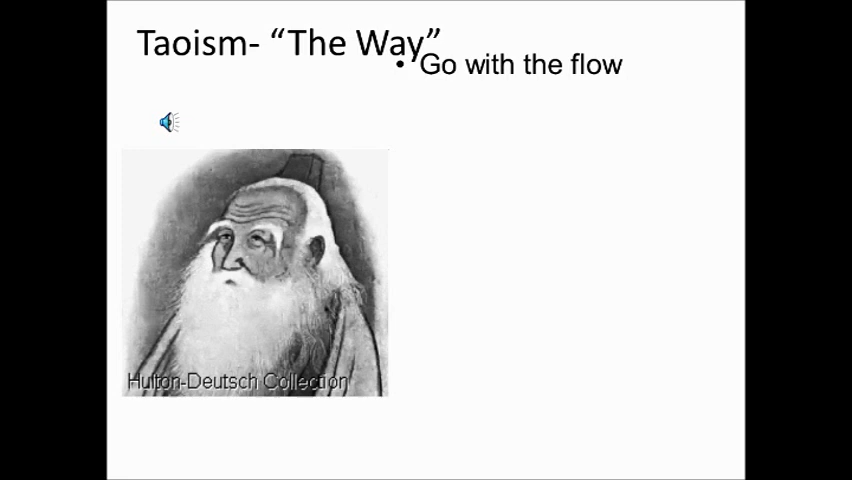 Taoism- “The Way”
• Go with the flow
Hulton-Deutsch Collection